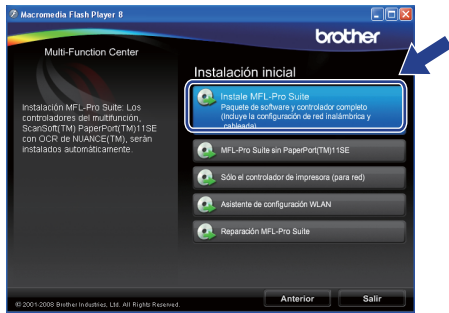 Macromedia Flash Player 8
brother
Multi-Function Center
Instalación inicial
Instalación MFL-Pro Suite: Los
controladores del multifunción,
ScanSoft(TM) PaperPort(TM)11SE
con OCR de NUANCE(TM), serán
instalados automáticamente.
Instale MFL-Pro Suite
Paquete de software y controlador completo
(Incluye la configuración de red inalámbrica y
cableada)
MFL-Pro Suite sin PaperPort(TM)11SE
Sólo el controlador de impresora (para red)
Asistente de configuración WLAN
Reparación MFL-Pro Suite
© 2001-2008 Brother Industries, Ltd. All Rights Reserved.
Anterior
Salir